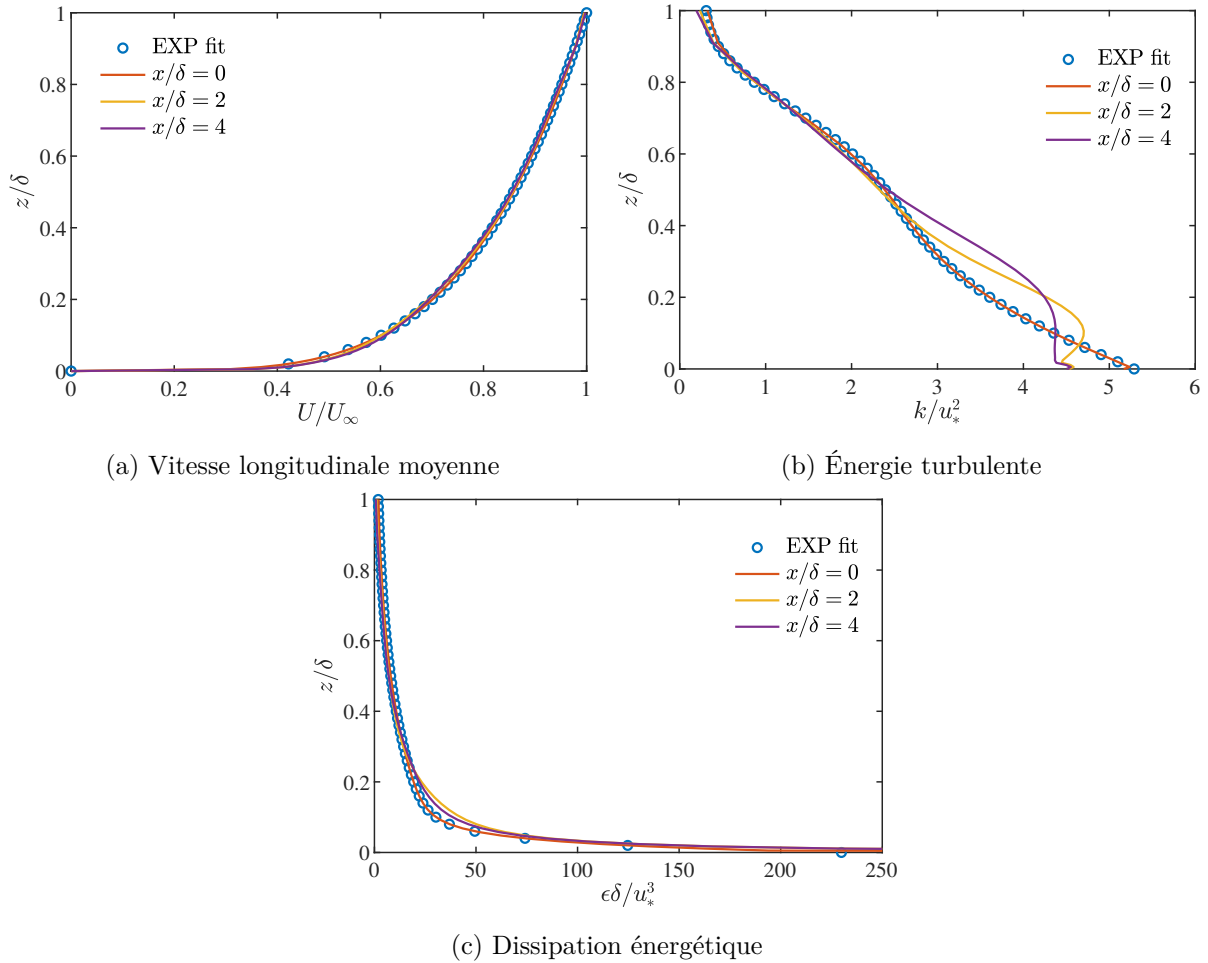 1
0.8
0.6
0.4
0.2
0
z/δ
EXP fit
x/δ = 0
x/δ = 2
x/δ = 4
0 0.2 0.4 0.6 0.8 1
U/U∞
(a) Vitesse longitudinale moyenne
1
0.8
0.6
0.4
0.2
0
z/δ
EXP fit
x/δ = 0
x/δ = 2
x/δ = 4
0 1 2 3 4 5 6
k/u²*
(b) Énergie turbulente
1
0.8
0.6
0.4
0.2
0
z/δ
EXP fit
x/δ = 0
x/δ = 2
x/δ = 4
0 50 100 150 200 250
ϵδ/u³*
(c) Dissipation énergétique